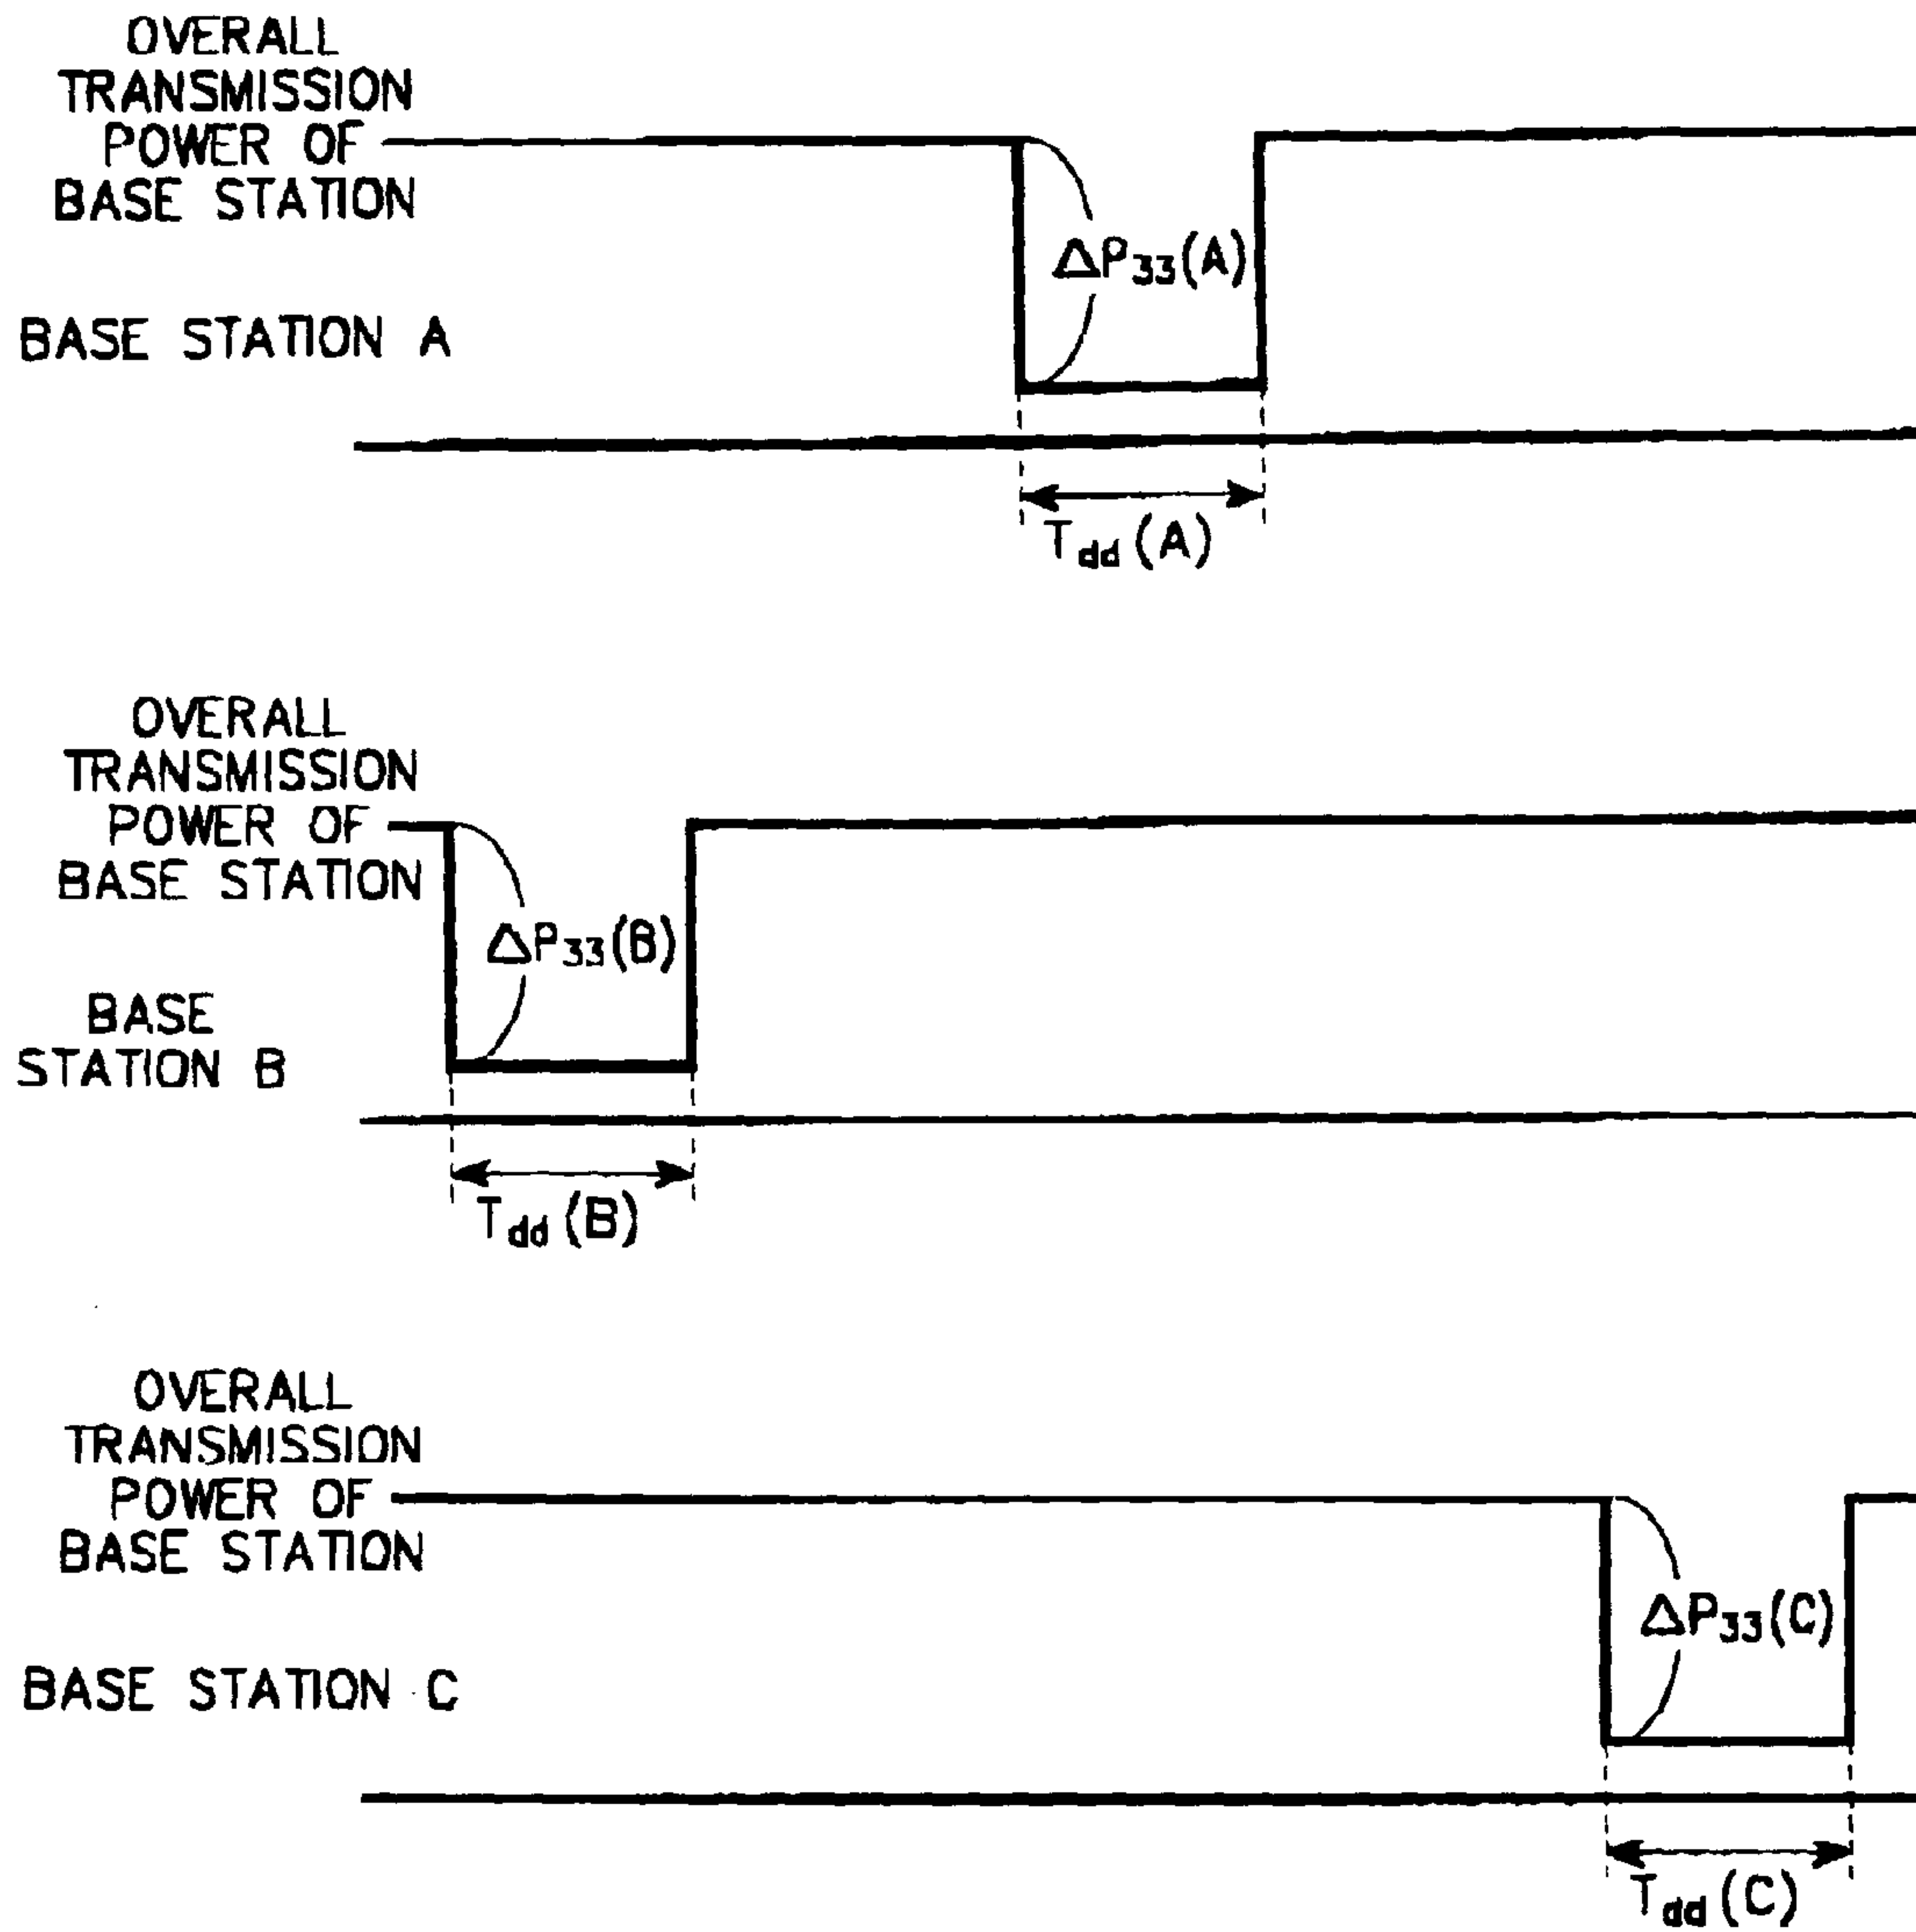 OVERALL
TRANSMISSION
POWER OF
BASE STATION
ΔP33(A)
BASE STATION A
Tdd(A)
OVERALL
TRANSMISSION
POWER OF
BASE STATION
ΔP33(B)
BASE
STATION B
Tdd(B)
OVERALL
TRANSMISSION
POWER OF
BASE STATION
ΔP33(C)
BASE STATION C
Tdd(C)